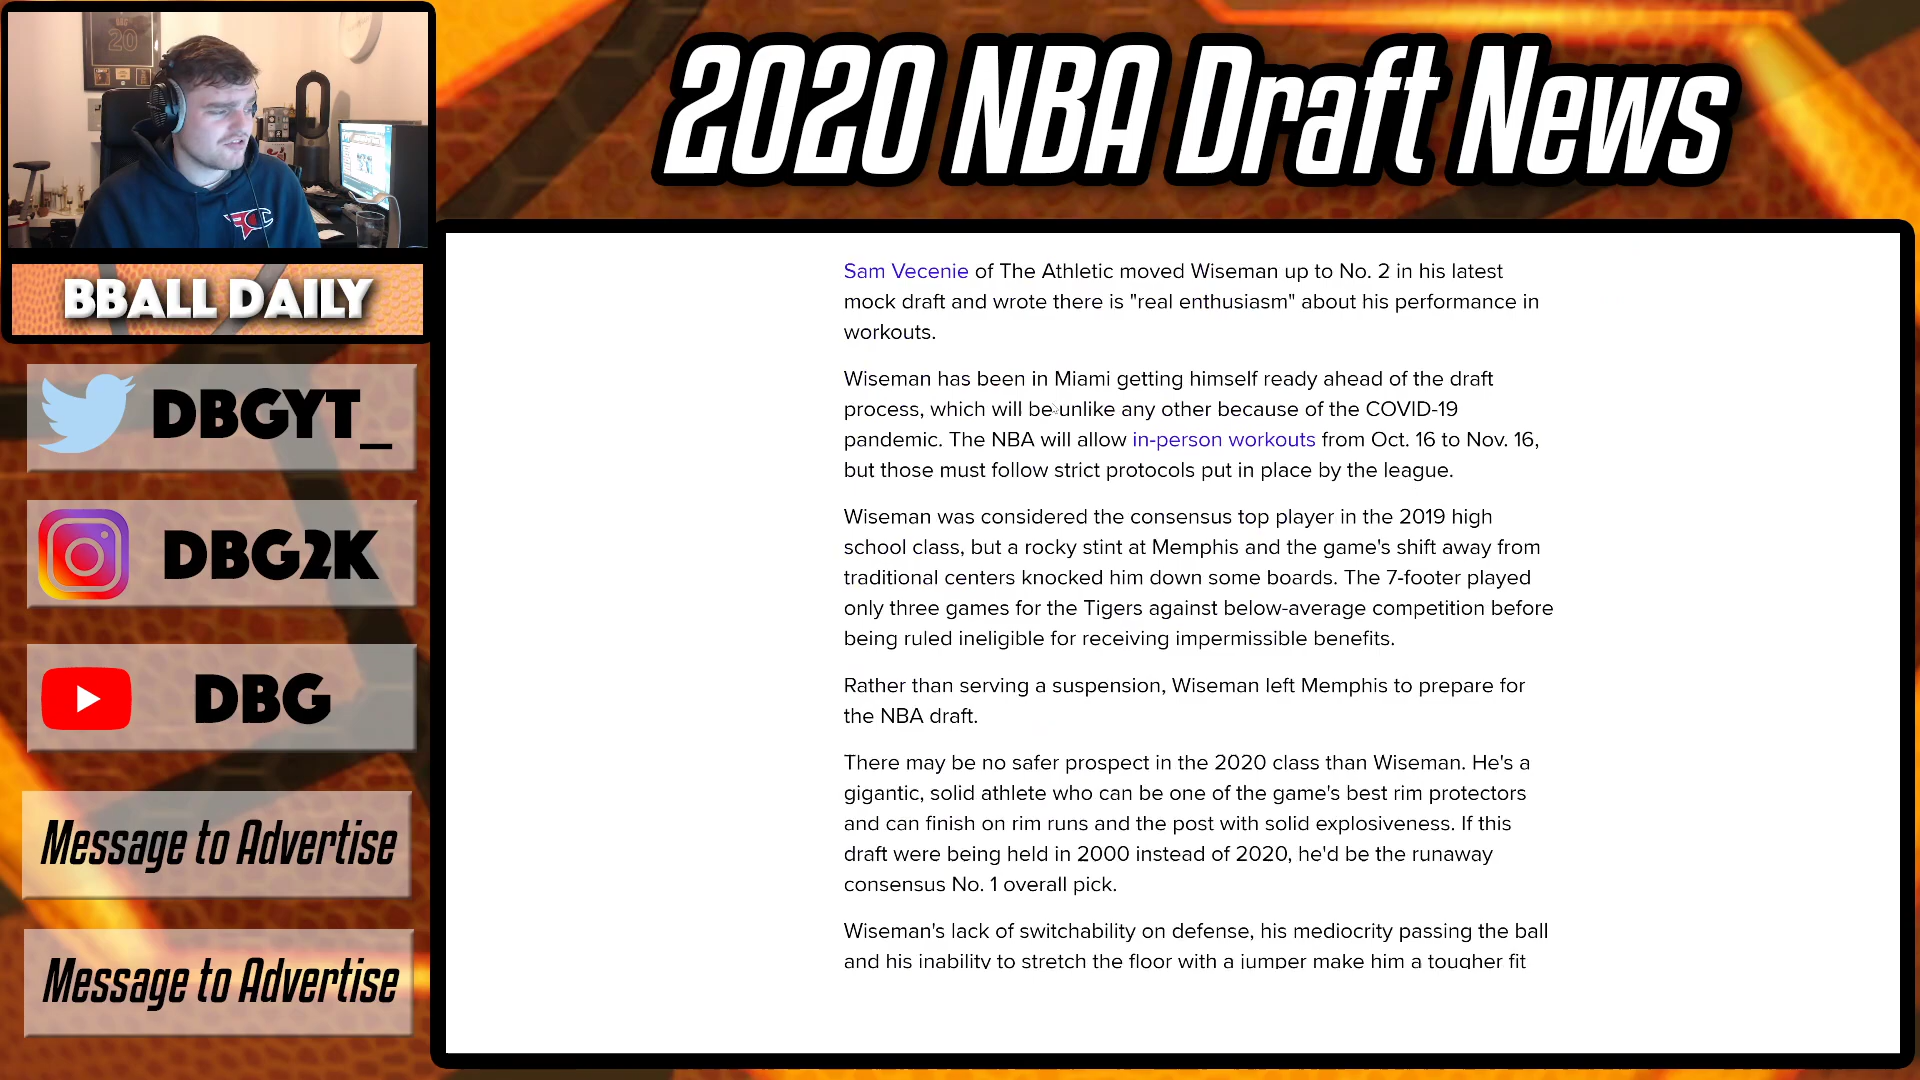 20
2020 NBA Draft News
BBALL DAILY
DBGYT_
DBG2K
DBG
Message to Advertise
Message to Advertise
Sam Vecenie of The Athletic moved Wiseman up to No. 2 in his latest
mock draft and wrote there is "real enthusiasm" about his performance in
workouts.
Wiseman has been in Miami getting himself ready ahead of the draft
process, which will be unlike any other because of the COVID-19
pandemic. The NBA will allow in-person workouts from Oct. 16 to Nov. 16,
but those must follow strict protocols put in place by the league.
Wiseman was considered the consensus top player in the 2019 high
school class, but a rocky stint at Memphis and the game's shift away from
traditional centers knocked him down some boards. The 7-footer played
only three games for the Tigers against below-average competition before
being ruled ineligible for receiving impermissible benefits.
Rather than serving a suspension, Wiseman left Memphis to prepare for
the NBA draft.
There may be no safer prospect in the 2020 class than Wiseman. He's a
gigantic, solid athlete who can be one of the game's best rim protectors
and can finish on rim runs and the post with solid explosiveness. If this
draft were being held in 2000 instead of 2020, he'd be the runaway
consensus No. 1 overall pick.
Wiseman's lack of switchability on defense, his mediocrity passing the ball
and his inability to stretch the floor with a jumper make him a tougher fit